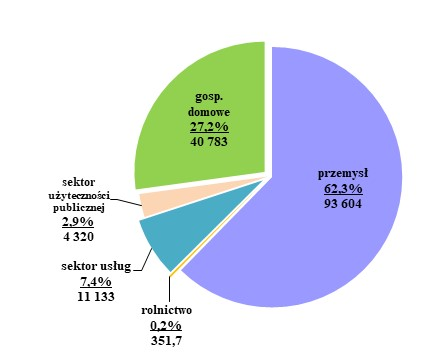 gosp.
domowe
27,2%
40 783
przemysł
62,3%
93 604
sektor
użyteczności
publicznej
2,9%
4 320
sektor usług
7,4%
11 133
rolnictwo
0,2%
351,7